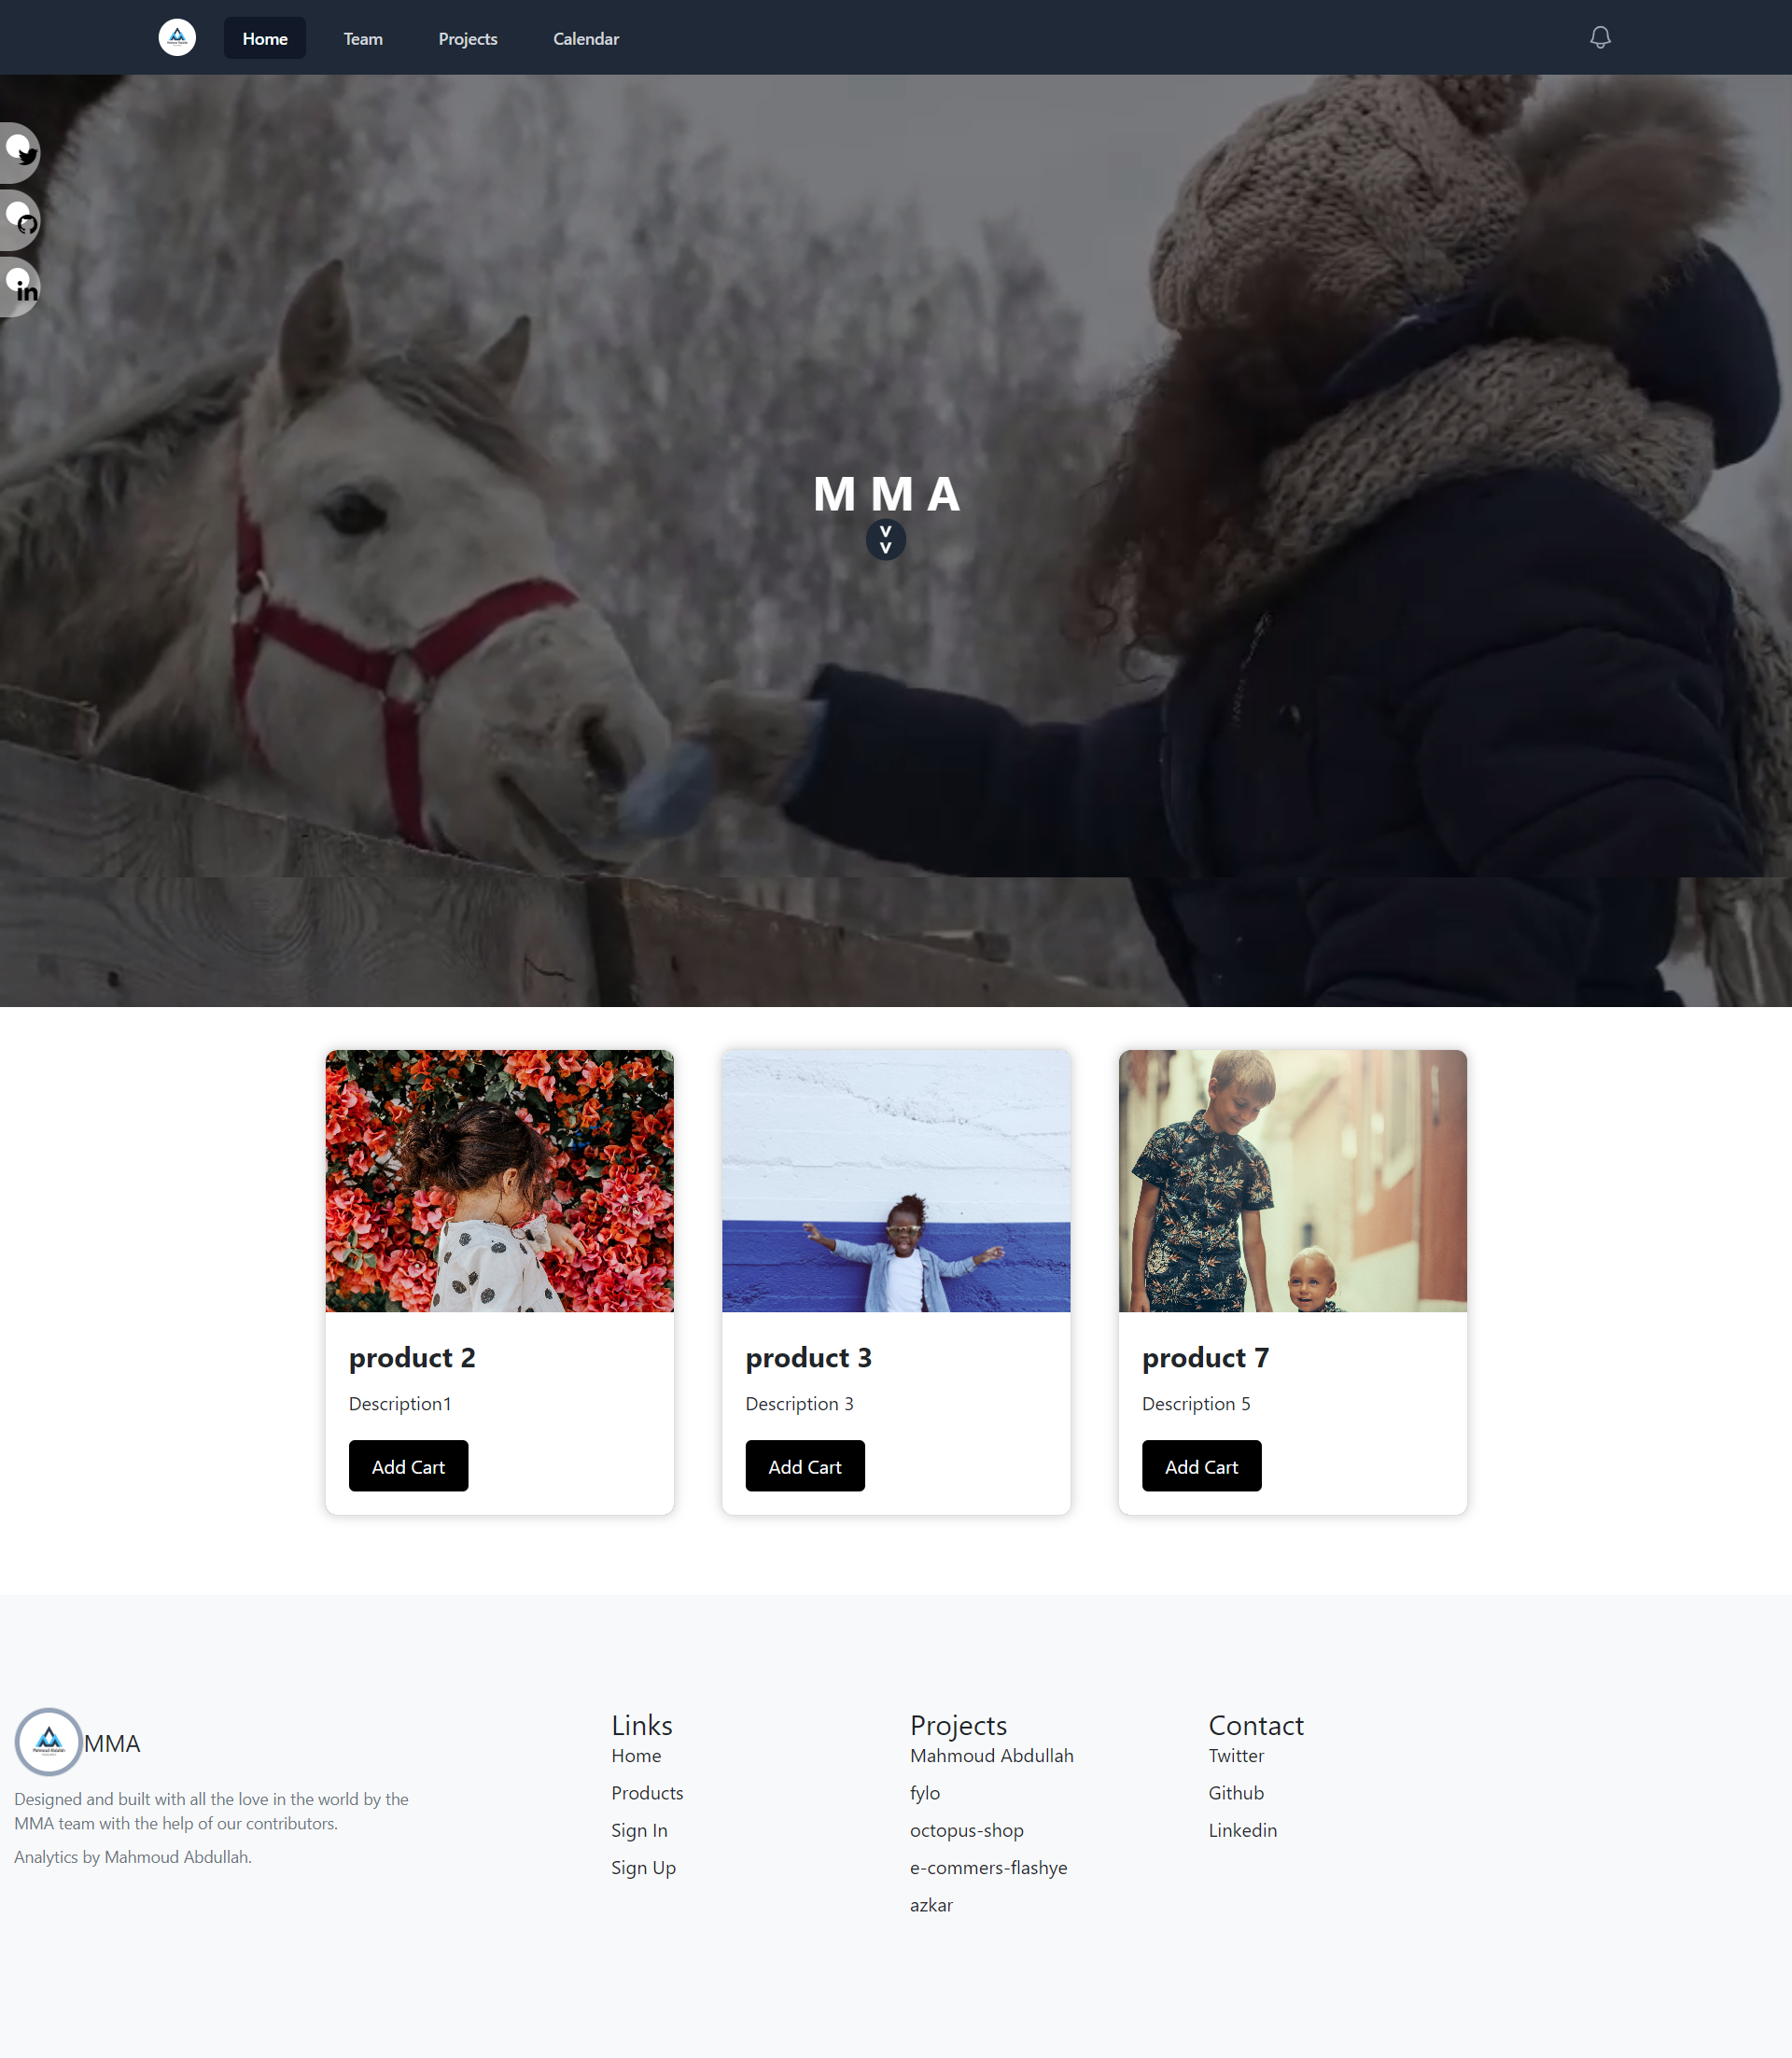 Home
Team
Projects
Calendar
M M A
product 2
Description1
Add Cart
product 3
Description 3
Add Cart
product 7
Description 5
Add Cart
MMA
Designed and built with all the love in the world by the
MMA team with the help of our contributors.
Analytics by Mahmoud Abdullah.
Links
Home
Products
Sign In
Sign Up
Projects
Mahmoud Abdullah
fylo
octopus-shop
e-commers-flashye
azkar
Contact
Twitter
Github
Linkedin